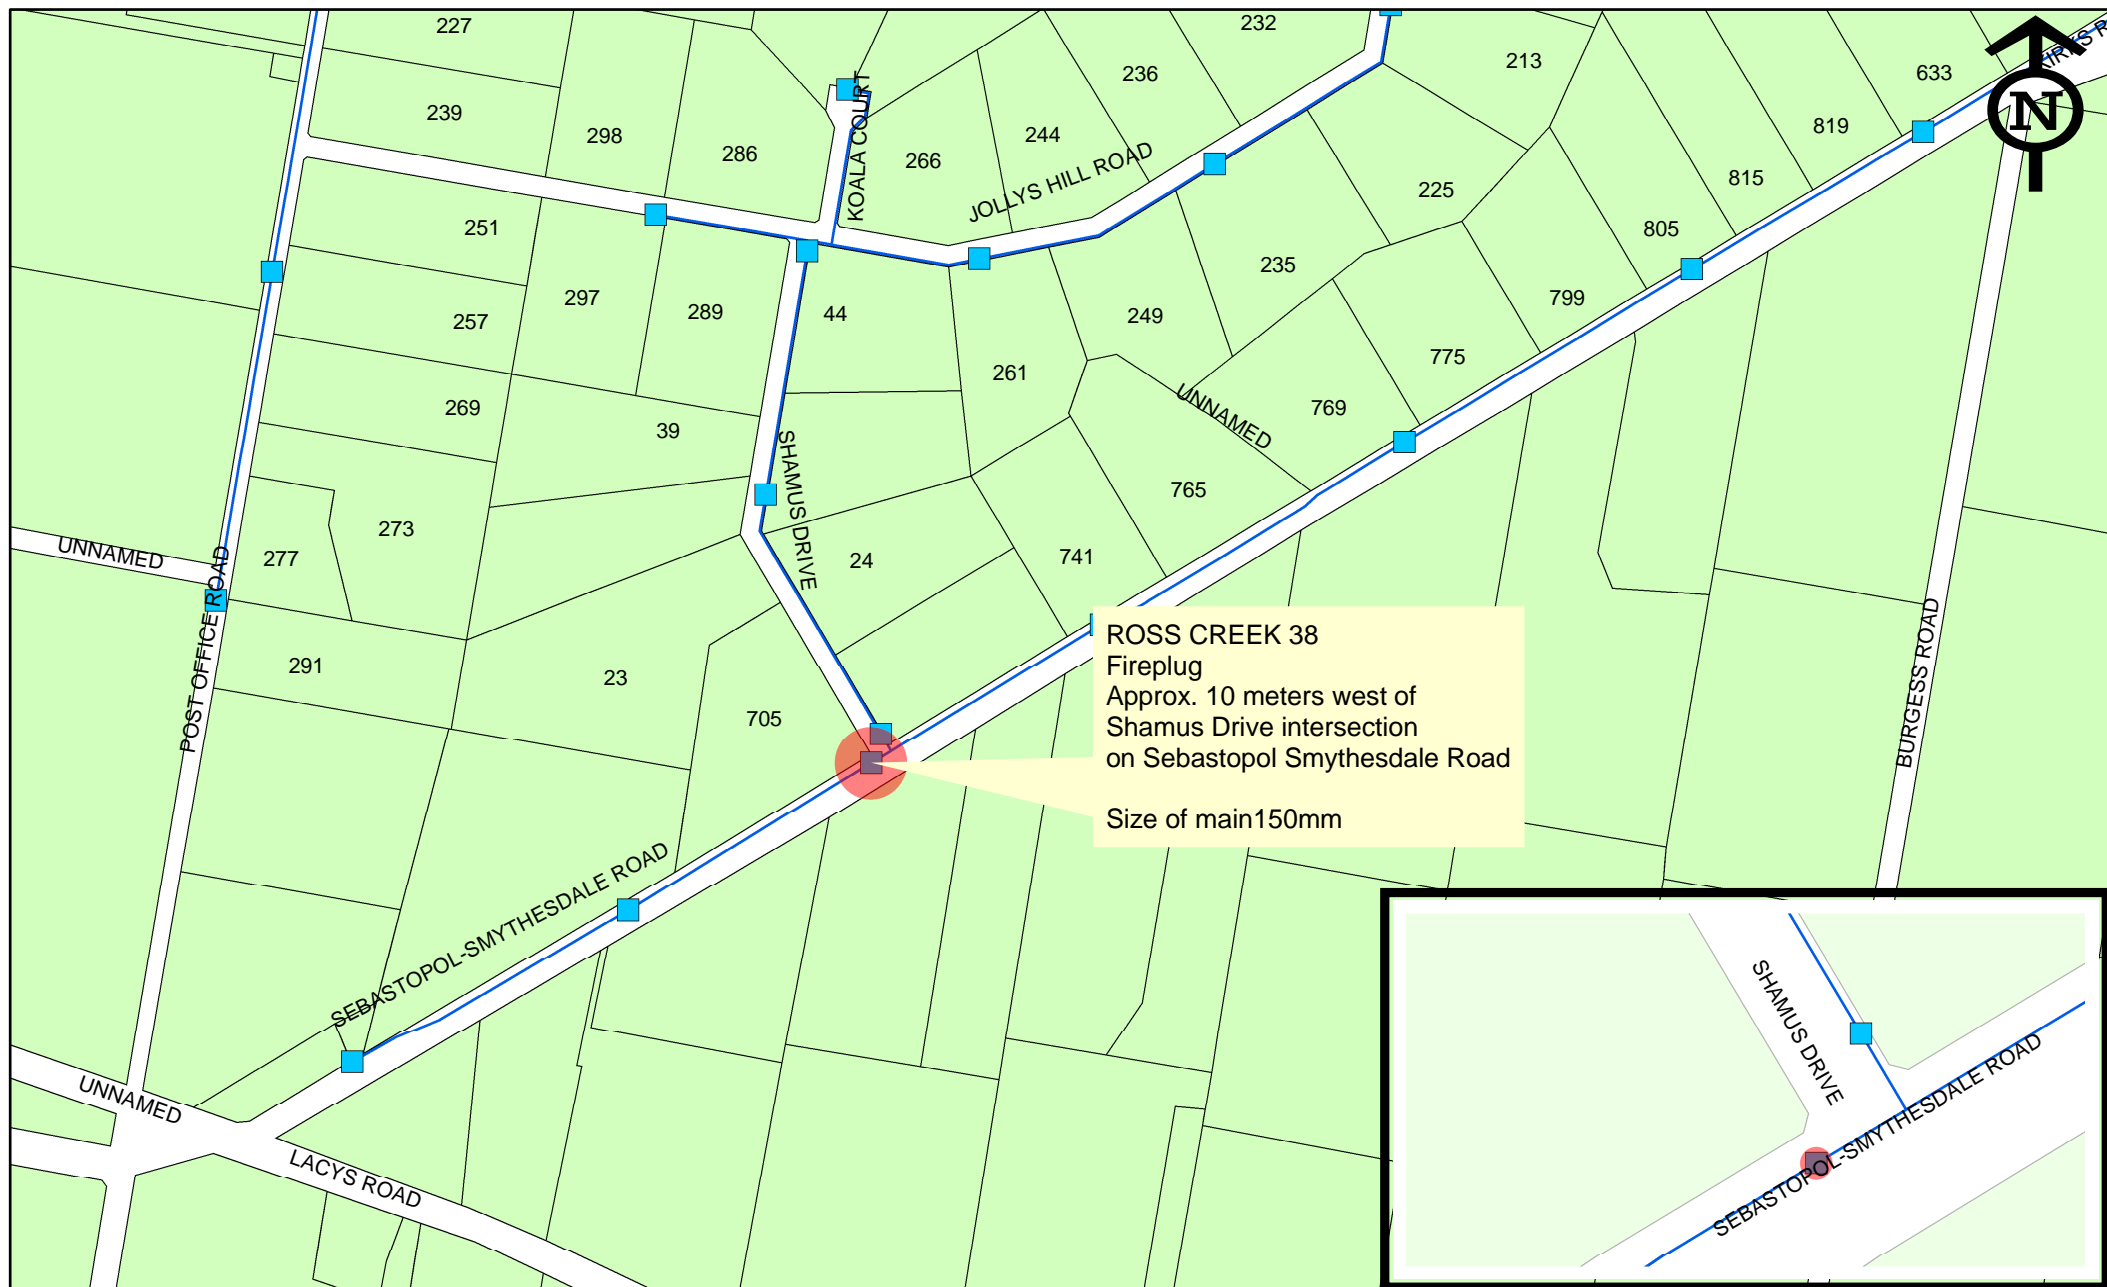 227
232
213
633
KIRKS R
N
239
298
286
KOALA COURT
266
244
236
JOLLYS HILL ROAD
819
815
225
805
251
297
289
44
235
799
257
249
775
261
269
39
UNNAMED
769
SHAMUS DRIVE
765
273
277
UNNAMED
24
741
POST OFFICE ROAD
291
23
705
BURGESS ROAD
ROSS CREEK 38
Fireplug
Approx. 10 meters west of
Shamus Drive intersection
on Sebastopol Smythesdale Road
Size of main150mm
SEBASTOPOL-SMYTHESDALE ROAD
UNNAMED
LACYS ROAD
SHAMUS DRIVE
SEBASTOPOL-SMYTHESDALE ROAD